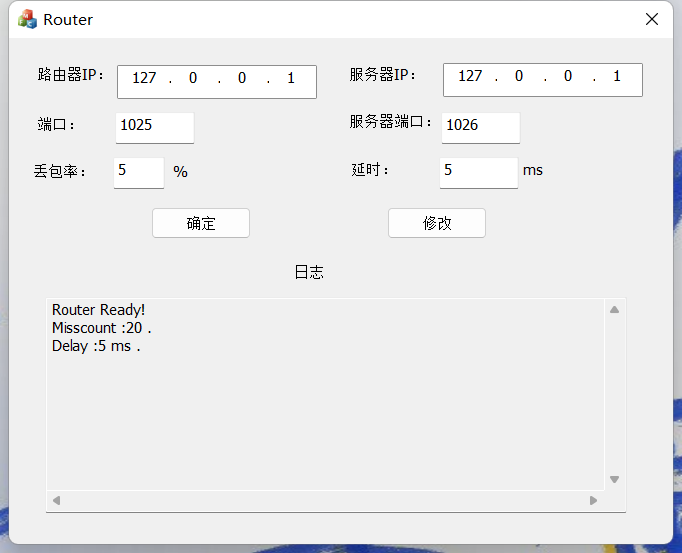 Router
路由器IP： 127 . 0 . 0 . 1 服务器IP： 127 . 0 . 0 . 1
端口： 1025 服务器端口： 1026
丢包率： 5 % 延时： 5 ms
确定 修改
日志
Router Ready!
Misscount :20 .
Delay :5 ms .